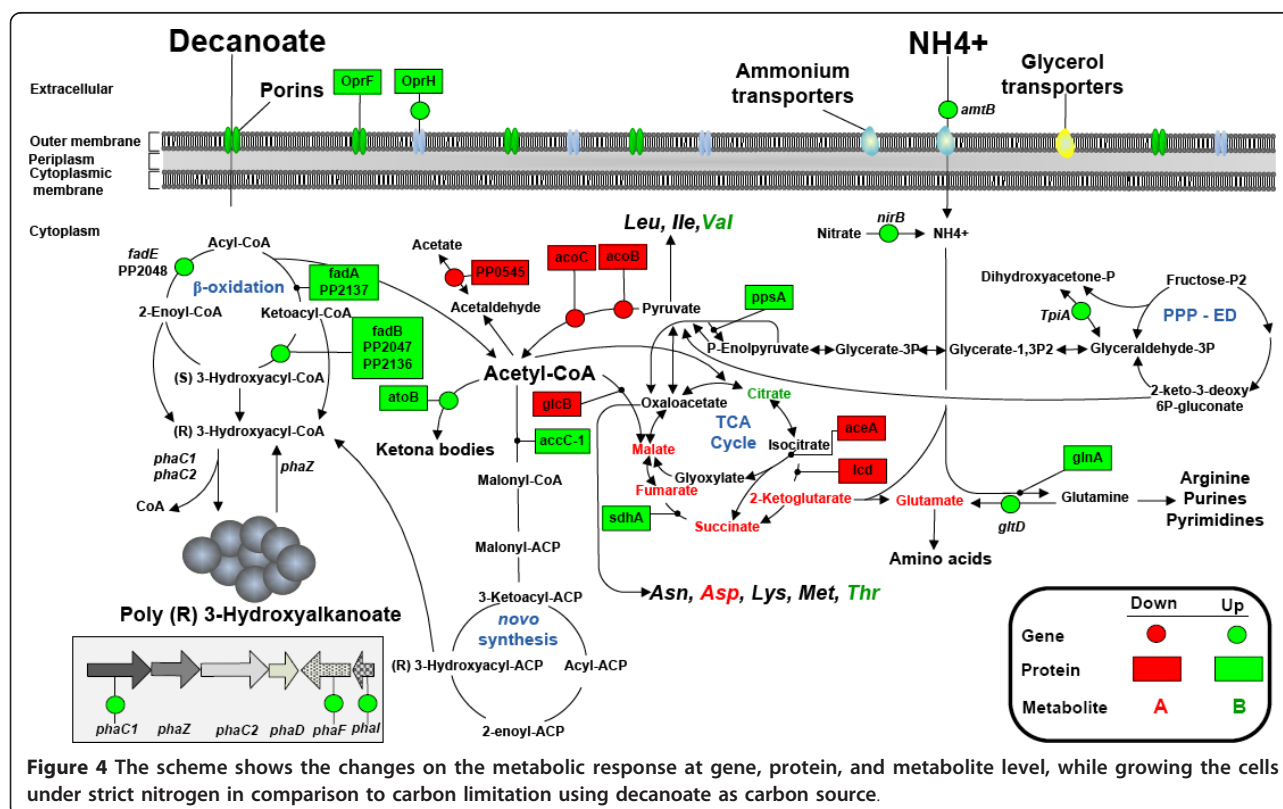 Decanoate
NH4+
Extracellular
Porins
OprF
OprH
Ammonium
transporters
amtB
Glycerol
transporters
Outer membrane
Periplasm
Cytoplasmic
membrane
Cytoplasm
Leu, Ile, Val
nirB
Nitrate
NH4+
fadE
PP2048
Acyl-CoA
β-oxidation
fadA
PP2137
2-Enoyl-CoA
Ketoacyl-CoA
fadB
PP2047
PP2136
(S) 3-Hydroxyacyl-CoA
(R) 3-Hydroxyacyl-CoA
Acetate
PP0545
Acetaldehyde
acoC
acoB
Pyruvate
ppsA
P-Enolpyruvate
Glycerate-3P
Glycerate-1,3P2
Glyceraldehyde-3P
Dihydroxyacetone-P
Fructose-P2
TpiA
PPP - ED
2-keto-3-deoxy
6P-gluconate
Acetyl-CoA
atoB
Ketona bodies
glcB
accC-1
Oxaloacetate
Citrate
TCA
Cycle
Isocitrate
aceA
Malate
Glyoxylate
Icd
Fumarate
2-Ketoglutarate
Succinate
sdhA
Glutamate
gltD
Glutamine
glnA
Arginine
Purines
Pyrimidines
Amino acids
phaC1
phaC2
phaZ
CoA
Malonyl-CoA
Malonyl-ACP
3-Ketoacyl-ACP
novo
synthesis
(R) 3-Hydroxyacyl-ACP
Acyl-ACP
2-enoyl-ACP
Asn, Asp, Lys, Met, Thr
Poly (R) 3-Hydroxyalkanoate
phaC1
phaZ
phaC2
phaD
phaF
phaI
Down
Up
Gene
Protein
Metabolite
A
B
Figure 4 The scheme shows the changes on the metabolic response at gene, protein, and metabolite level, while growing the cells
under strict nitrogen in comparison to carbon limitation using decanoate as carbon source.